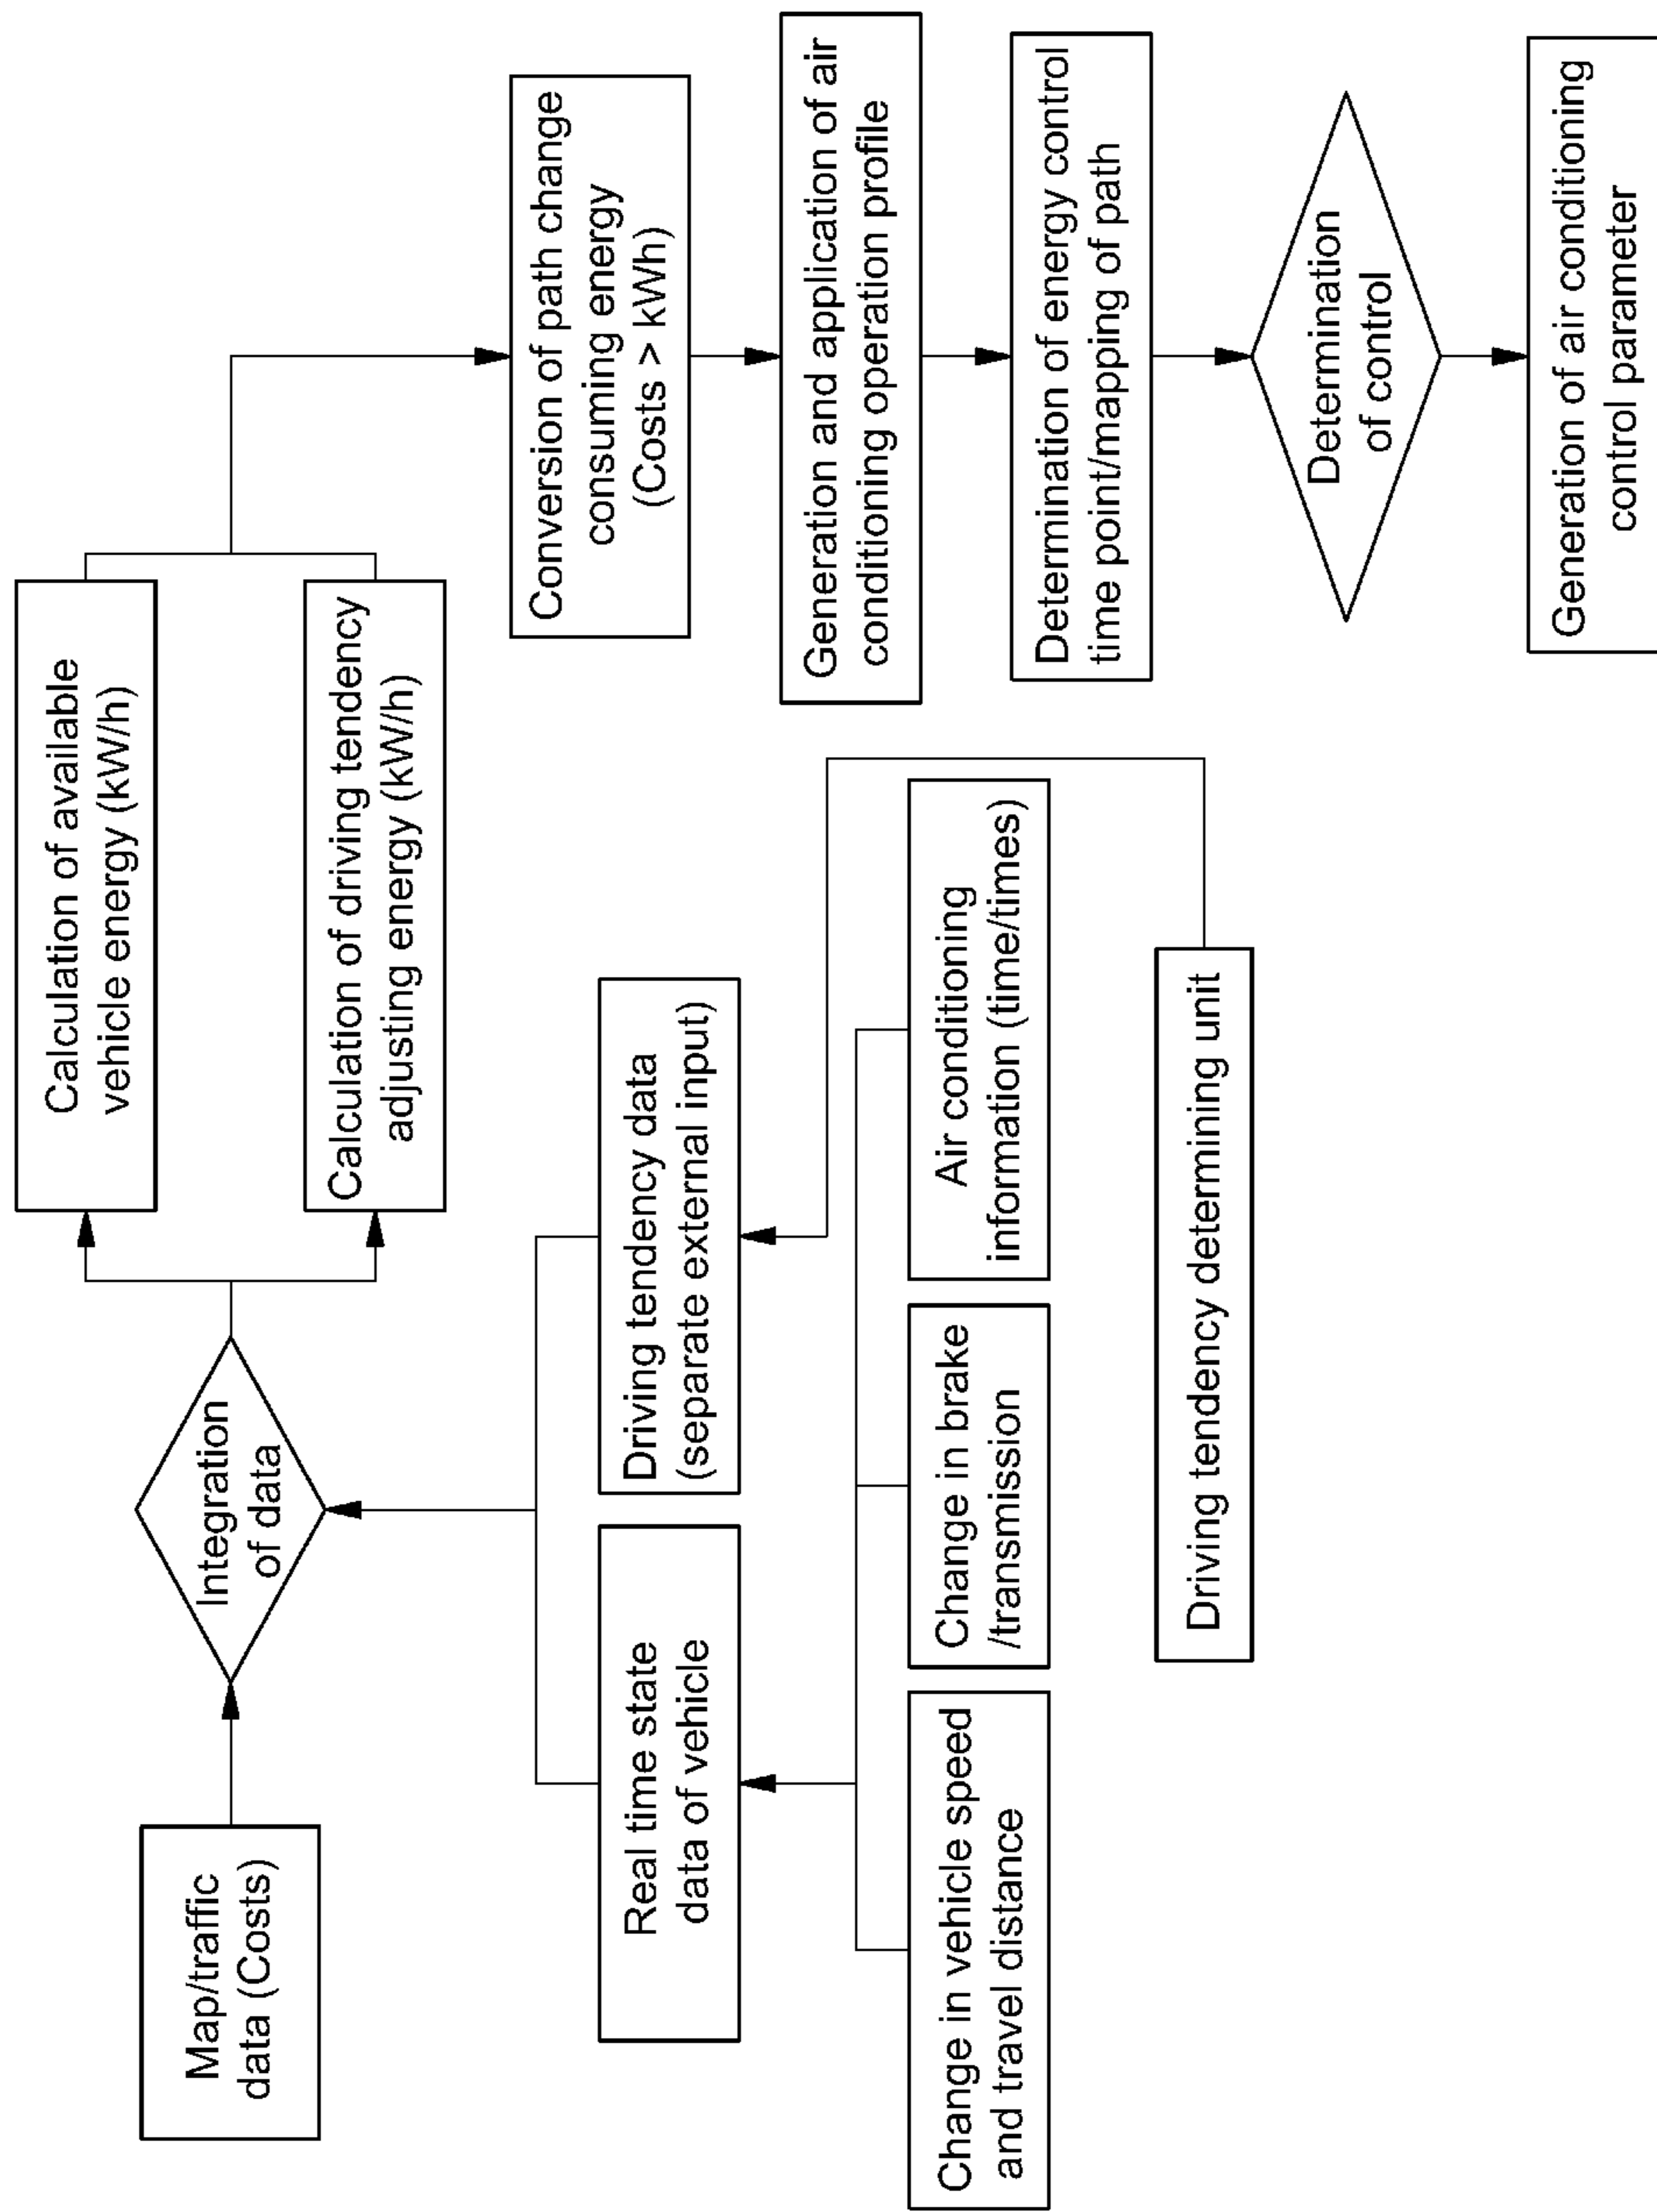 Map/traffic
data (Costs)
Integration
of data
Calculation of available
vehicle energy (kW/h)
Calculation of driving tendency
adjusting energy (kW/h)
Real time state
data of vehicle
Driving tendency data
(separate external input)
Change in vehicle speed
and travel distance
Change in brake
/transmission
Air conditioning
information (time/times)
Driving tendency determining unit
Conversion of path change
consuming energy
(Costs > kWh)
Generation and application of air
conditioning operation profile
Determination of energy control
time point/mapping of path
Determination
of control
Generation of air conditioning
control parameter